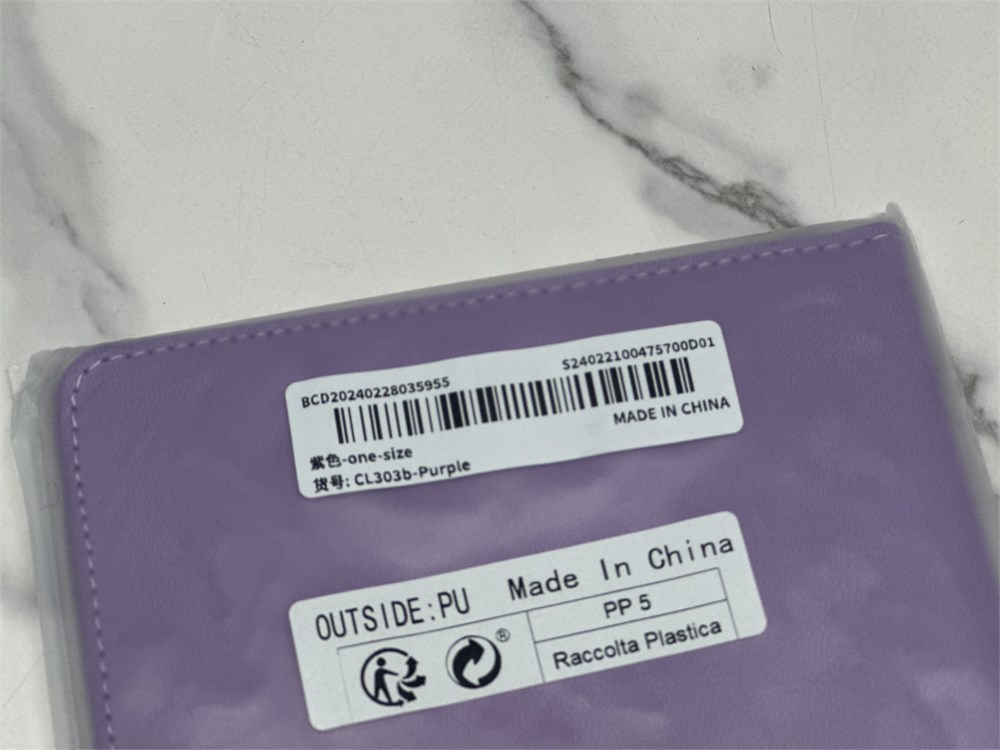 BCD20240228035955
S24022100475700D01
MADE IN CHINA
紫色-one-size
货号: CL303b-Purple
OUTSIDE:PU Made In China
PP 5
Raccolta Plastica
®